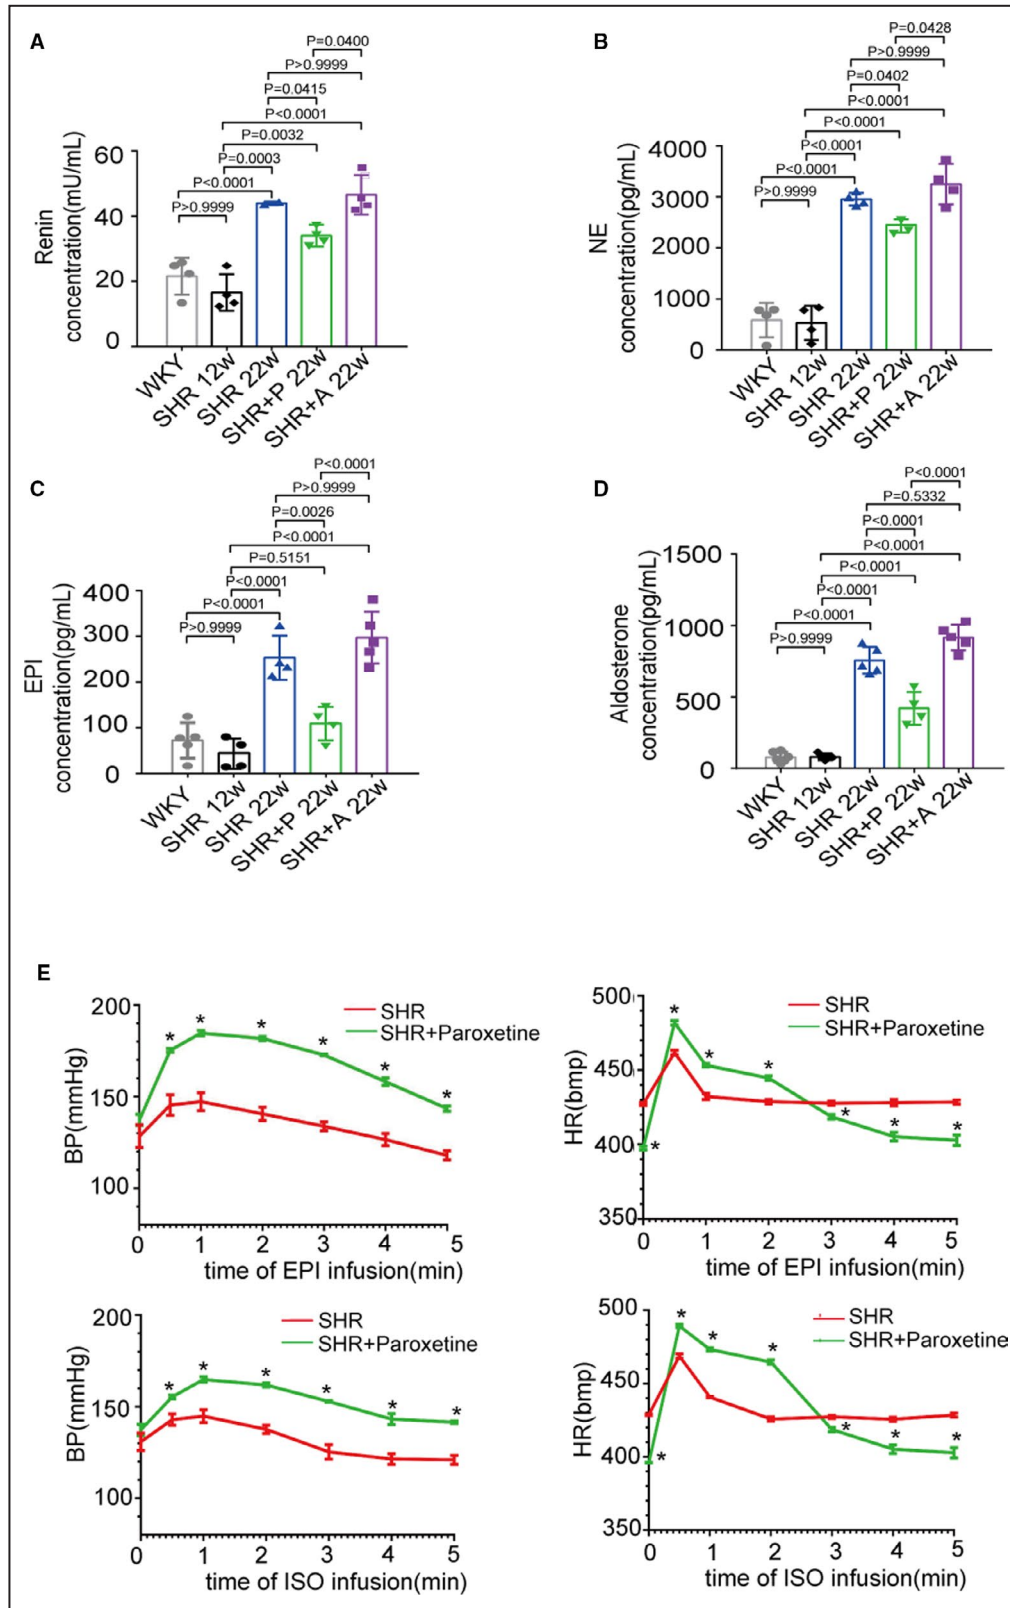 A
P=0.0400
P>0.9999
P=0.0415
P<0.0001
P=0.0032
P=0.0003
P<0.0001
P>0.9999
Renin
concentration(mU/mL)
60
40
20
0
WKY
SHR 12w
SHR 22w
SHR+P 22w
SHR+A 22w
B
P=0.0428
P>0.9999
P=0.0402
P<0.0001
P<0.0001
P<0.0001
P<0.0001
P>0.9999
NE
concentration(pg/mL)
4000
3000
2000
1000
0
WKY
SHR 12w
SHR 22w
SHR+P 22w
SHR+A 22w
C
P<0.0001
P>0.9999
P=0.0026
P<0.0001
P=0.5151
P<0.0001
P<0.0001
P>0.9999
EPI
concentration(pg/mL)
400
300
200
100
0
WKY
SHR 12w
SHR 22w
SHR+P 22w
SHR+A 22w
D
P<0.0001
P=0.5332
P<0.0001
P<0.0001
P<0.0001
P<0.0001
P<0.0001
P>0.9999
Aldosterone
concentration(pg/mL)
1500
1000
500
0
WKY
SHR 12w
SHR 22w
SHR+P 22w
SHR+A 22w
E
BP(mmHg)
200
150
100
SHR
SHR+Paroxetine
* * * * * *
0 1 2 3 4 5
time of EPI infusion(min)
HR(bmp)
500
450
400
350
SHR
SHR+Paroxetine
* * * * * * *
0 1 2 3 4 5
time of EPI infusion(min)
BP(mmHg)
200
150
100
SHR
SHR+Paroxetine
* * * * * *
0 1 2 3 4 5
time of ISO infusion(min)
HR(bmp)
500
450
400
350
SHR
SHR+Paroxetine
* * * * * * *
0 1 2 3 4 5
time of ISO infusion(min)